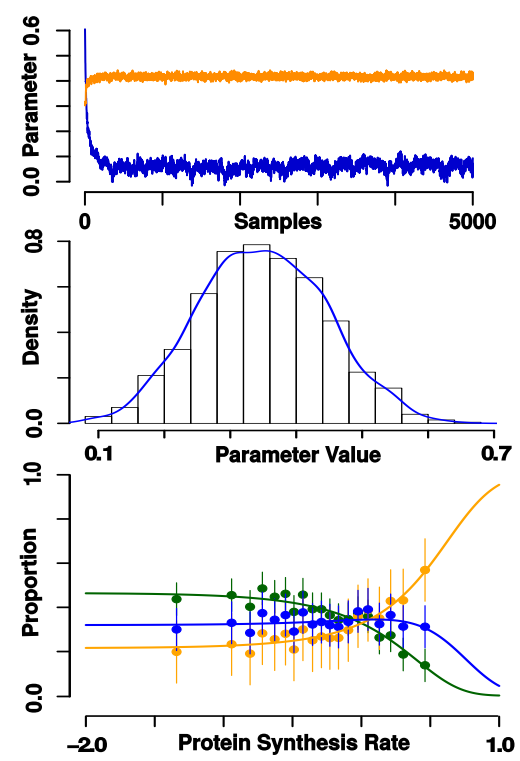 0.6
Parameter
0.0
0
Samples
5000
0.8
Density
0.0
0.1
Parameter Value
0.7
1.0
Proportion
0.0
−2.0
Protein Synthesis Rate
1.0